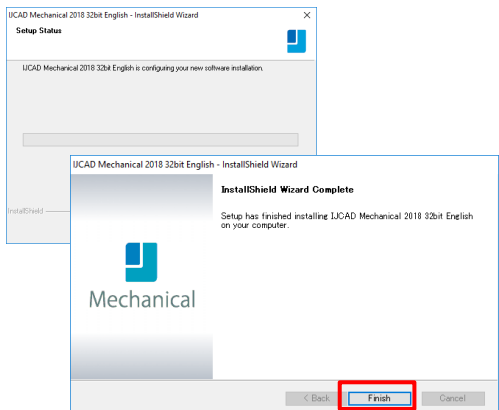 IJCAD Mechanical 2018 32bit English - InstallShield Wizard
Setup Status
IJCAD Mechanical 2018 32bit English is configuring your new software installation.
InstallShield
IJCAD Mechanical 2018 32bit English - InstallShield Wizard
InstallShield Wizard Complete
Setup has finished installing IJCAD Mechanical 2018 32bit English
on your computer.
Mechanical
< Back
Finish
Cancel